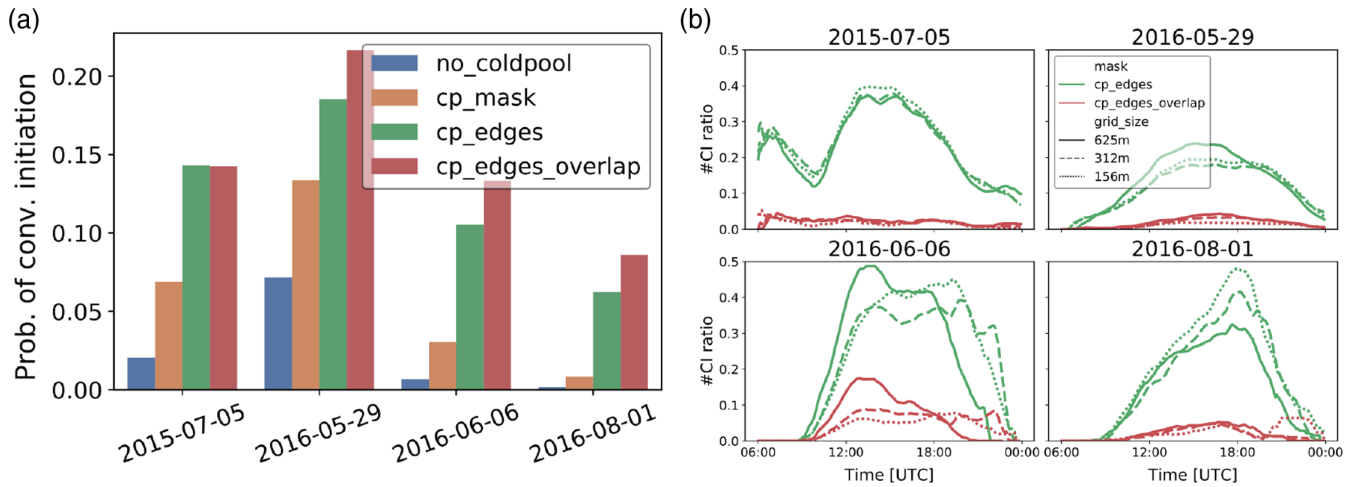 (a)
Prob. of conv. initiation
0.20
0.15
0.10
0.05
0.00
no_coldpool
cp_mask
cp_edges
cp_edges_overlap
2015-07-05
2016-05-29
2016-06-06
2016-08-01
(b)
2015-07-05
#CI ratio
0.5
0.4
0.3
0.2
0.1
0.0
2016-05-29
mask
cp_edges
cp_edges_overlap
grid_size
625m
312m
156m
2016-06-06
#CI ratio
0.5
0.4
0.3
0.2
0.1
0.0
06:00
12:00
18:00
00:00
Time [UTC]
2016-08-01
06:00
12:00
18:00
00:00
Time [UTC]